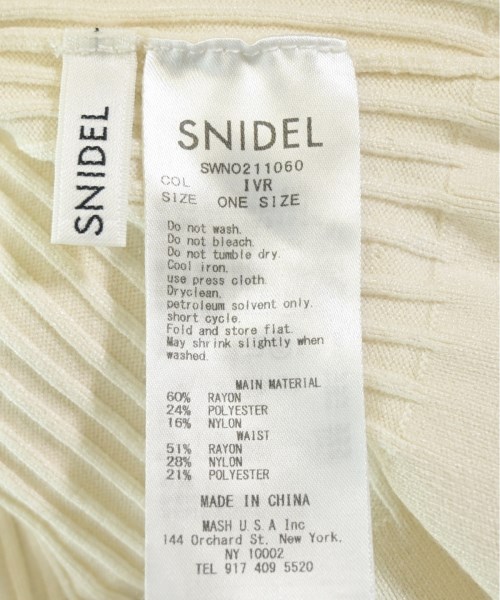 SNIDEL
SNIDEL
SWNO211060
COL IVR
SIZE ONE SIZE
Do not wash.
Do not bleach.
Do not tumble dry.
Cool iron.
use press cloth.
Dryclean.
petroleum solvent only.
short cycle.
Fold and store flat.
May shrink slightly when
washed.
MAIN MATERIAL
60% RAYON
24% POLYESTER
16% NYLON
WAIST
51% RAYON
28% NYLON
21% POLYESTER
MADE IN CHINA
MASH U.S.A Inc
144 Orchard St. New York.
NY 10002
TEL 917 409 5520